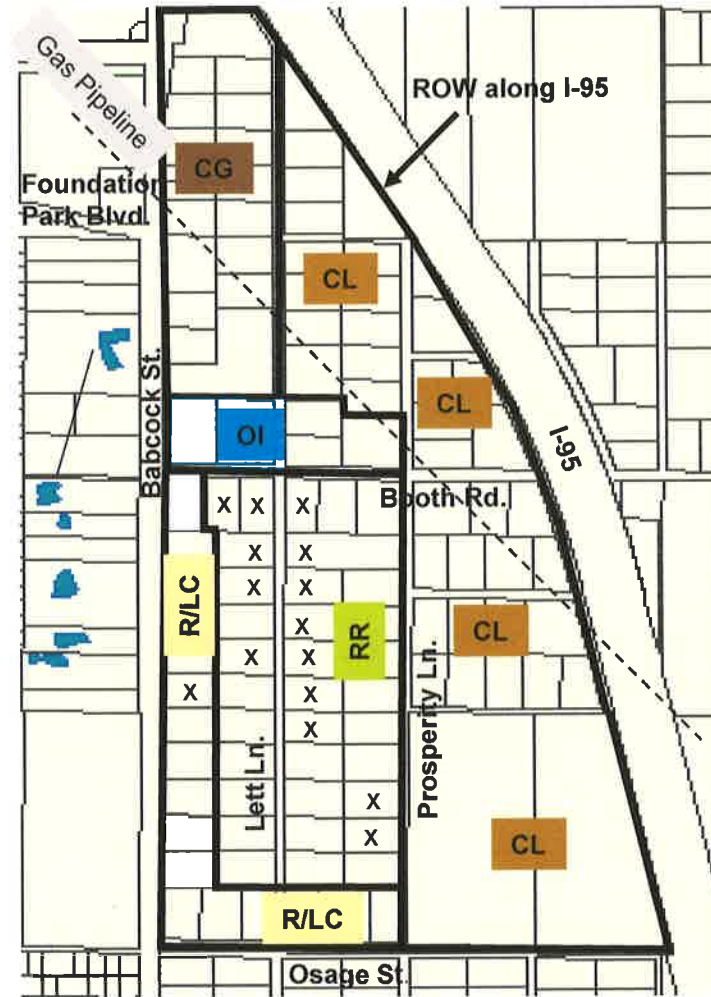 Gas Pipeline
ROW along I-95
CG
Foundation
Park Blvd.
CL
CL
Babcock St.
OI
I-95
Booth Rd.
X X X
X X
X X
R/LC
X
RR
CL
X X
X
X
X
Lett Ln.
Prosperity Ln.
X
X
CL
R/LC
Osage St.